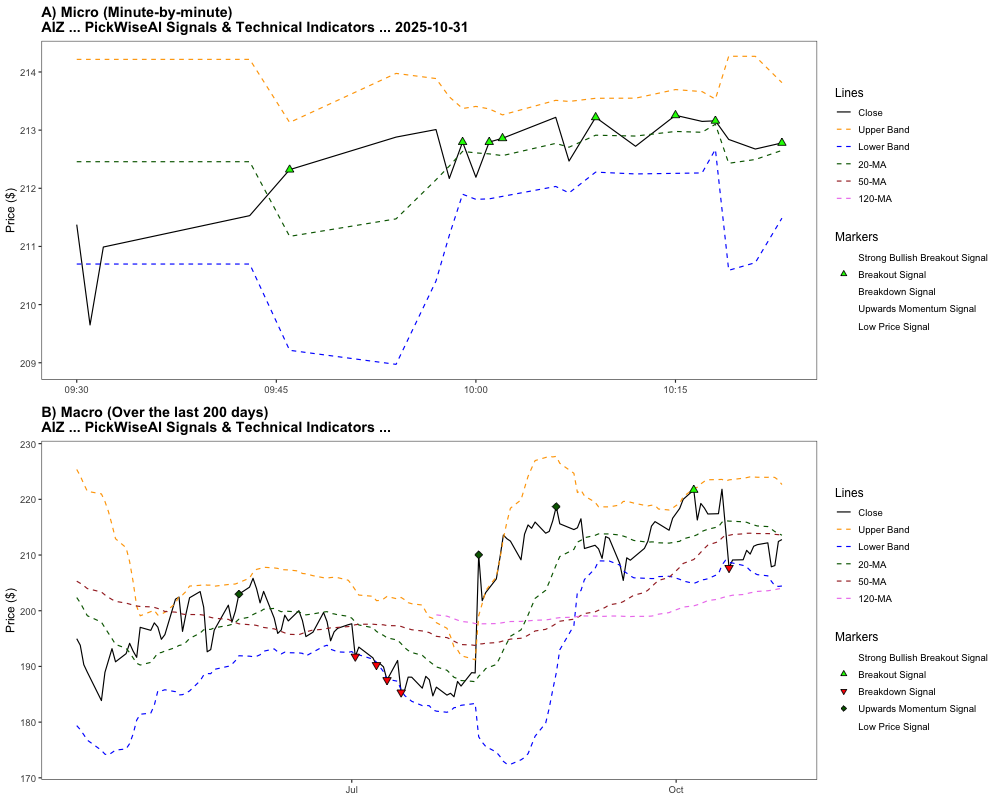 A) Micro (Minute-by-minute)
AIZ ... PickWiseAI Signals & Technical Indicators ... 2025-10-31
214
213
212
211
210
209
Price ($)
09:30
09:45
10:00
10:15
Lines
Close
Upper Band
Lower Band
20-MA
50-MA
120-MA
Markers
Strong Bullish Breakout Signal
Breakout Signal
Breakdown Signal
Upwards Momentum Signal
Low Price Signal
B) Macro (Over the last 200 days)
AIZ ... PickWiseAI Signals & Technical Indicators ...
230
220
210
200
190
180
170
Price ($)
Jul
Oct
Lines
Close
Upper Band
Lower Band
20-MA
50-MA
120-MA
Markers
Strong Bullish Breakout Signal
Breakout Signal
Breakdown Signal
Upwards Momentum Signal
Low Price Signal